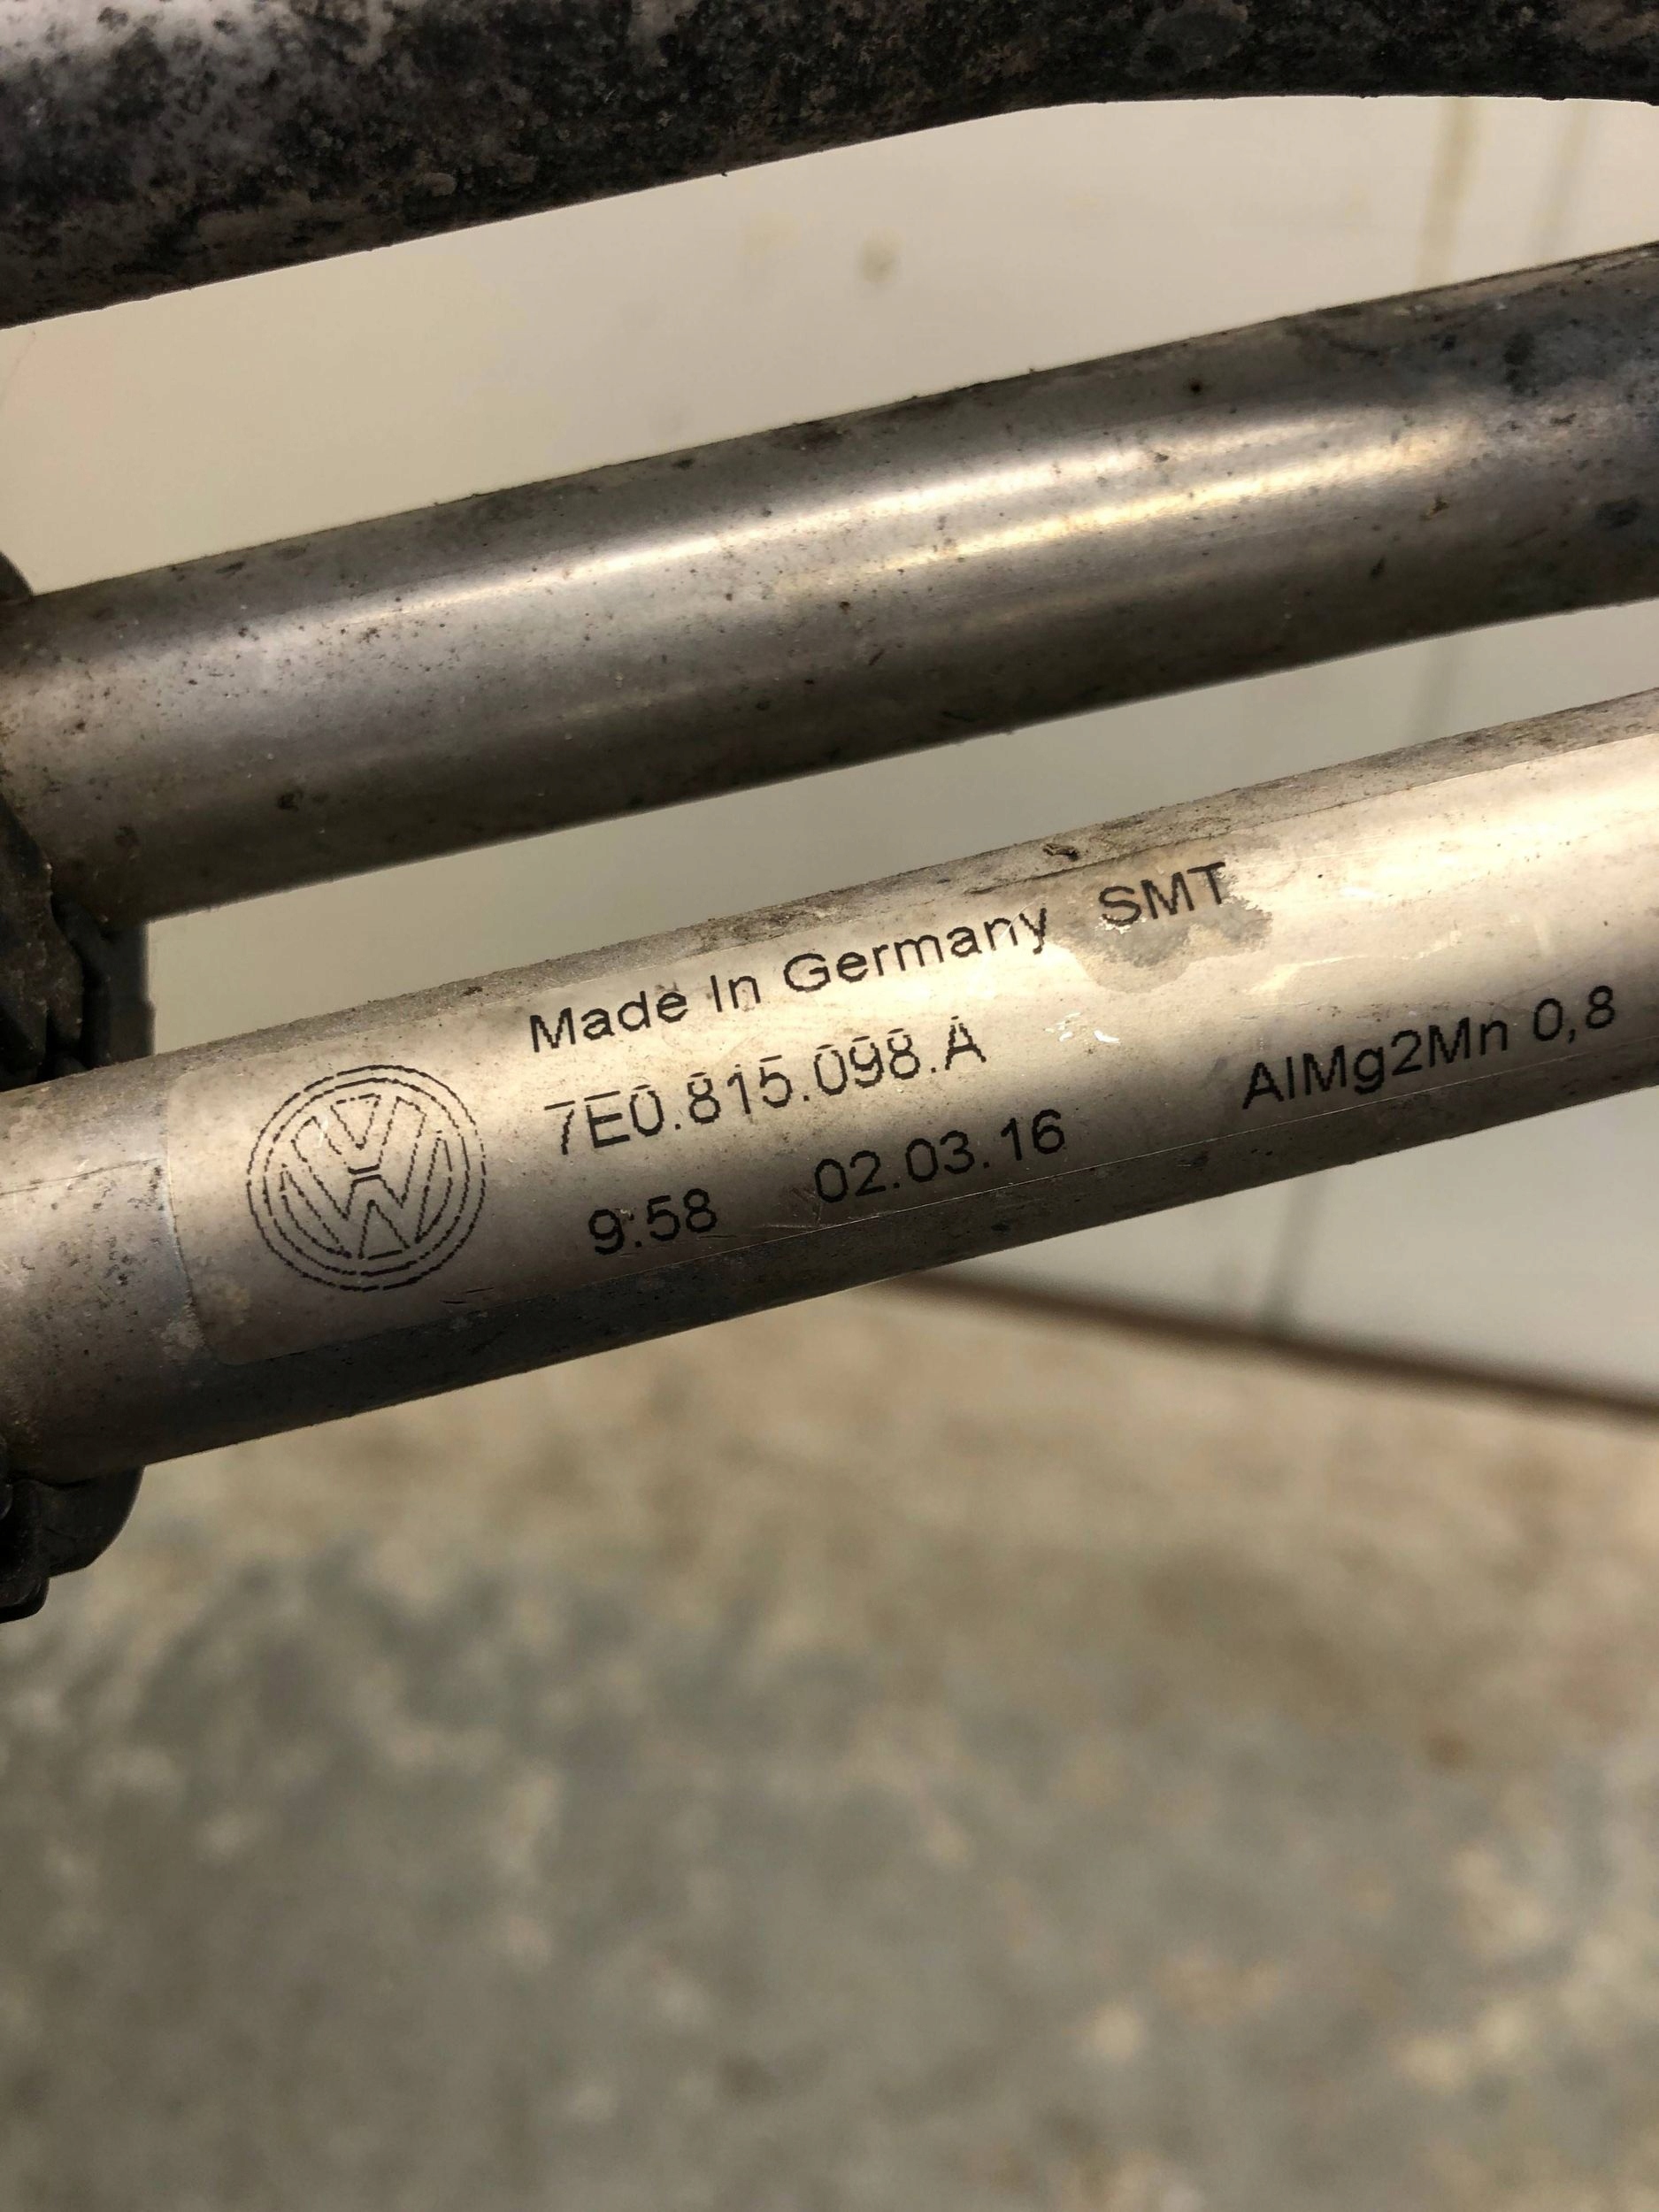 Made In Germany SMT
7E0.815.098.A
9:58 02.03.16 AlMg2Mn 0,8